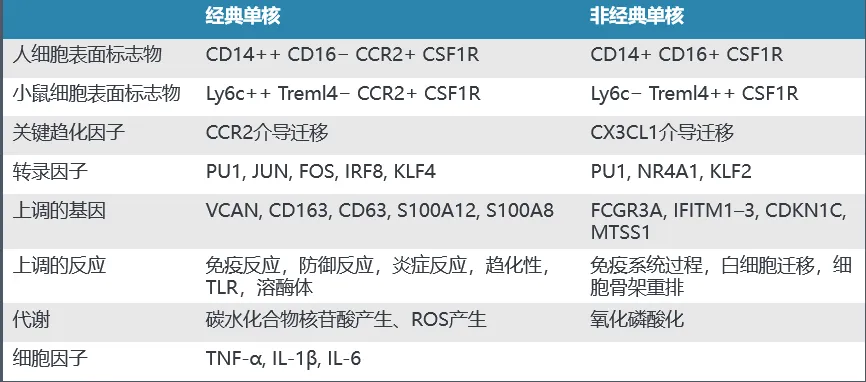 经典单核 非经典单核
人细胞表面标志物 CD14++ CD16− CCR2+ CSF1R CD14+ CD16+ CSF1R
小鼠细胞表面标志物 Ly6c++ Treml4− CCR2+ CSF1R Ly6c− Treml4++ CSF1R
关键趋化因子 CCR2介导迁移 CX3CL1介导迁移
转录因子 PU1, JUN, FOS, IRF8, KLF4 PU1, NR4A1, KLF2
上调的基因 VCAN, CD163, CD63, S100A12, S100A8 FCGR3A, IFITM1–3, CDKN1C,
MTSS1
上调的反应 免疫反应，防御反应，炎症反应，趋化性， 免疫系统过程，白细胞迁移，细
TLR，溶酶体 胞骨架重排
代谢 碳水化合物核苷酸产生、ROS产生 氧化磷酸化
细胞因子 TNF-α, IL-1β, IL-6